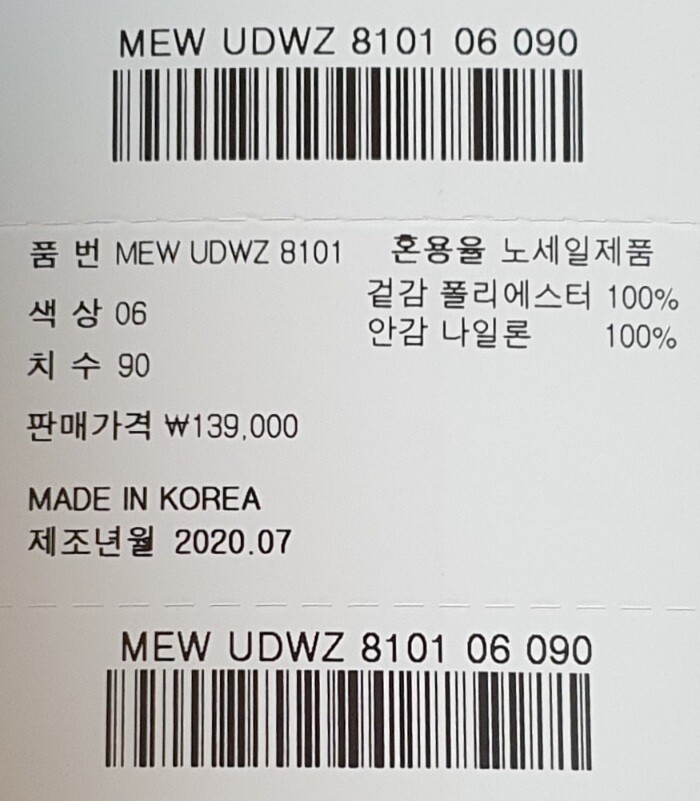 MEW UDWZ 8101 06 090
품 번 MEW UDWZ 8101
색 상 06
치 수 90
판매가격 ₩139,000
혼용율 노세일제품
겉감 폴리에스터 100%
안감 나일론 100%
MADE IN KOREA
제조년월 2020.07
MEW UDWZ 8101 06 090